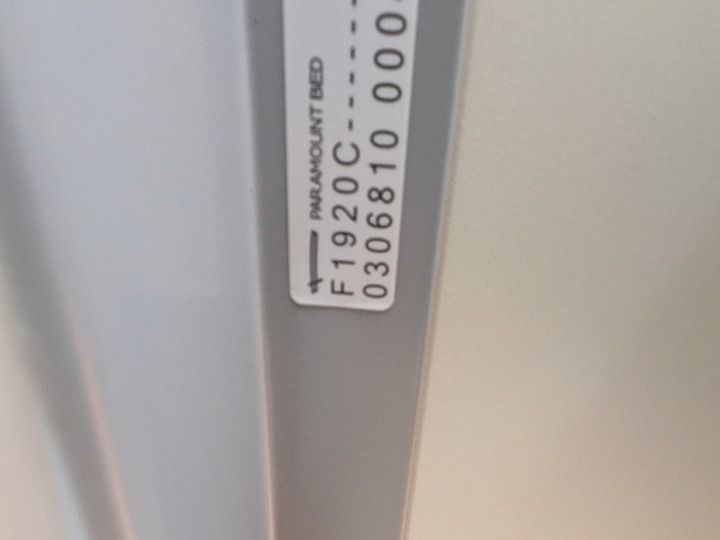 PARAMOUNT BED
F1920C------
0306810 000